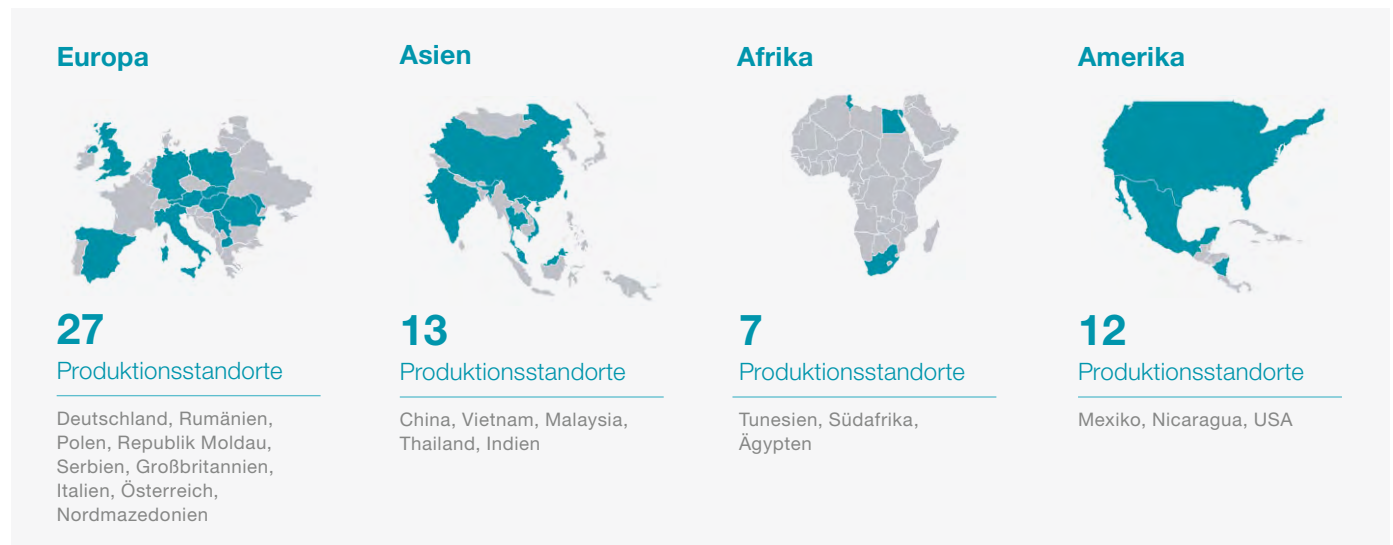 Europa
27
Produktionsstandorte
Deutschland, Rumänien,
Polen, Republik Moldau,
Serbien, Großbritannien,
Italien, Österreich,
Nordmazedonien
Asien
13
Produktionsstandorte
China, Vietnam, Malaysia,
Thailand, Indien
Afrika
7
Produktionsstandorte
Tunesien, Südafrika,
Ägypten
Amerika
12
Produktionsstandorte
Mexiko, Nicaragua, USA